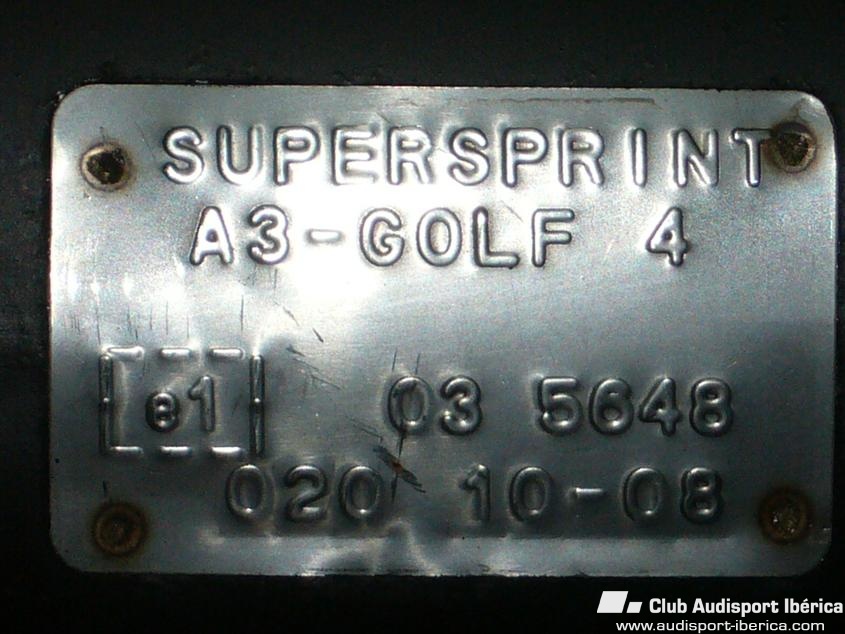 SUPERSPRINT
A3-GOLF 4
e1 03 5648
020 10-08
Club Audisport Ibérica
www.audisport-iberica.com